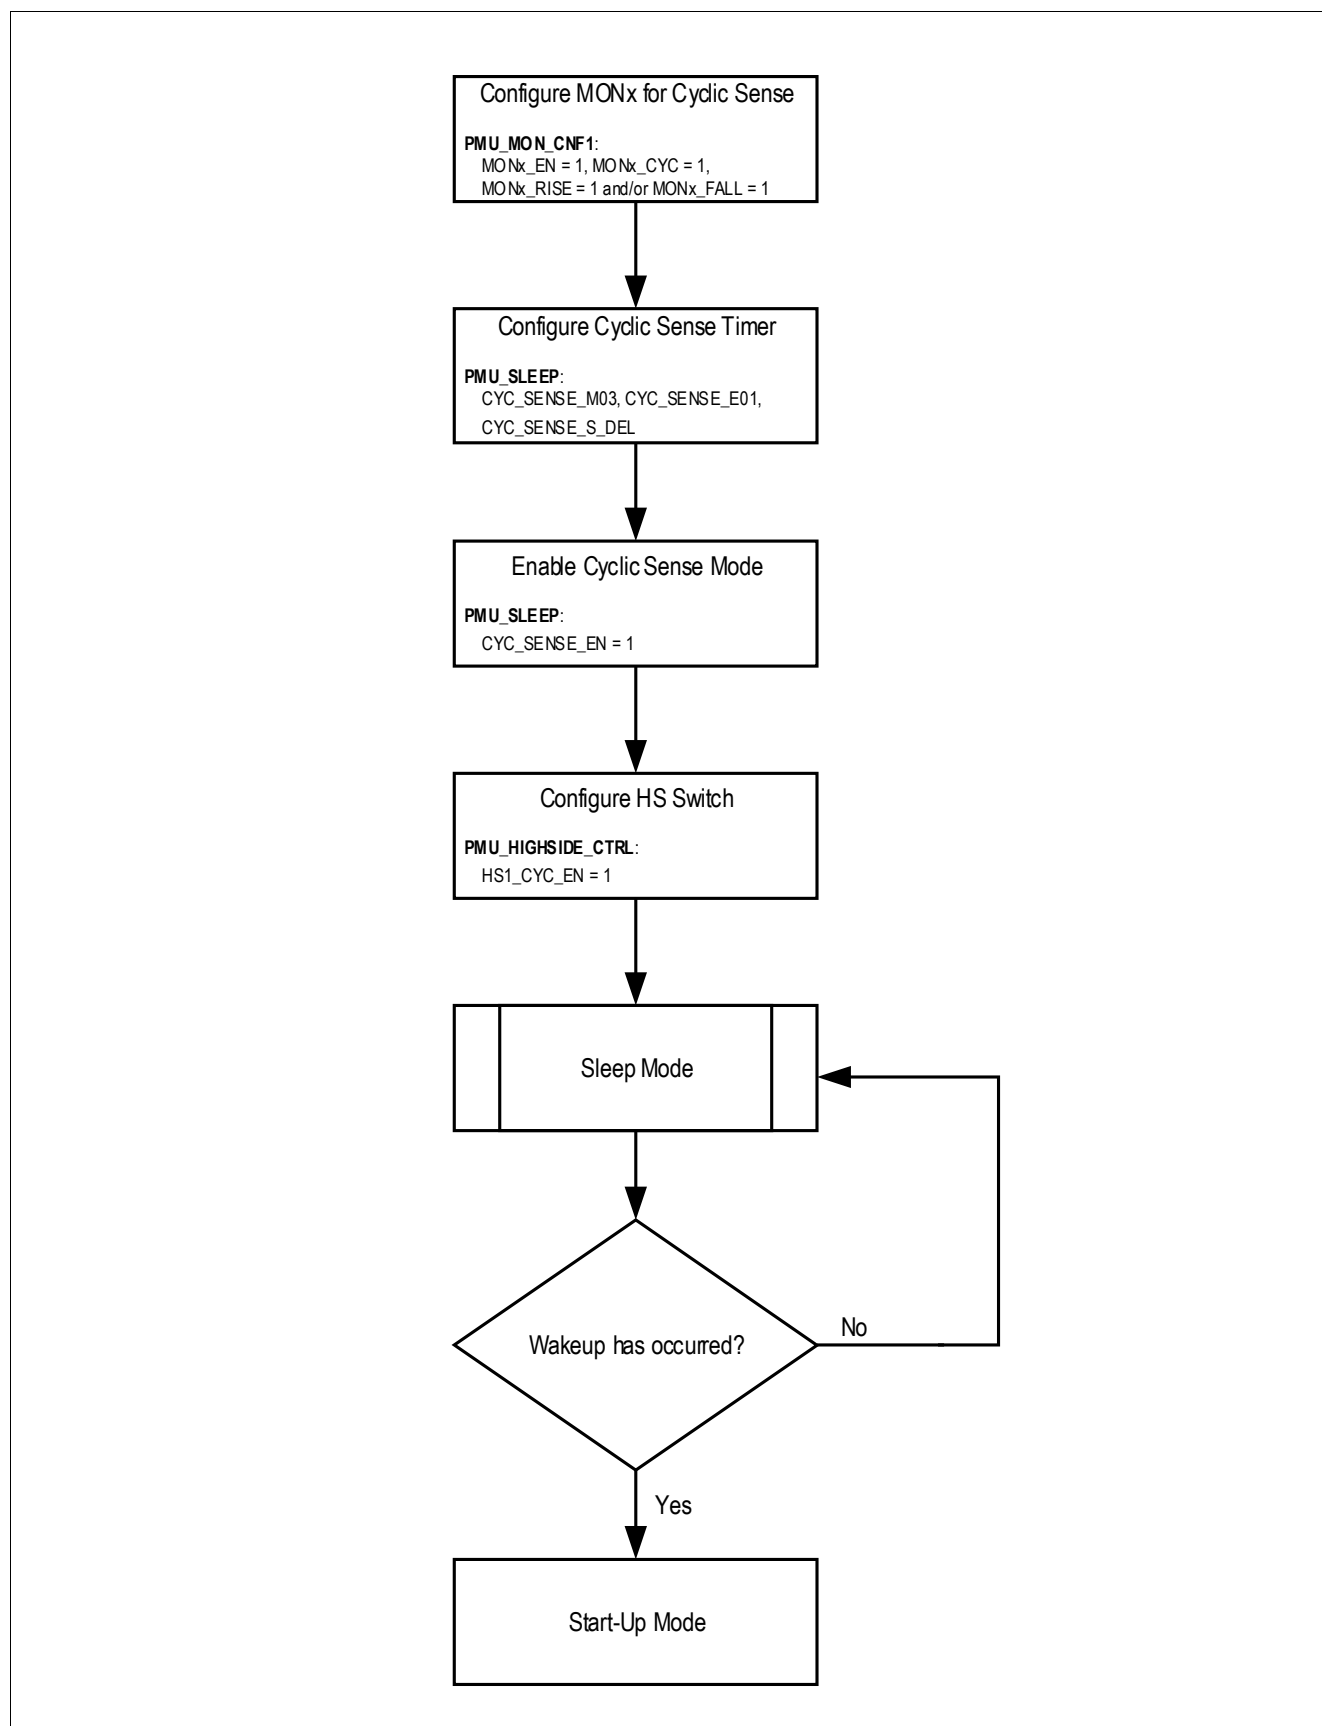 Configure MONx for Cyclic Sense
PMU_MON_CNF1:
MONx_EN = 1, MONx_CYC = 1,
MONx_RISE = 1 and/or MONx_FALL = 1
Configure Cyclic Sense Timer
PMU_SLEEP:
CYC_SENSE_M03, CYC_SENSE_E01,
CYC_SENSE_S_DEL
Enable Cyclic Sense Mode
PMU_SLEEP:
CYC_SENSE_EN = 1
Configure HS Switch
PMU_HIGHSIDE_CTRL:
HS1_CYC_EN = 1
Sleep Mode
Wakeup has occurred?
No
Yes
Start-Up Mode